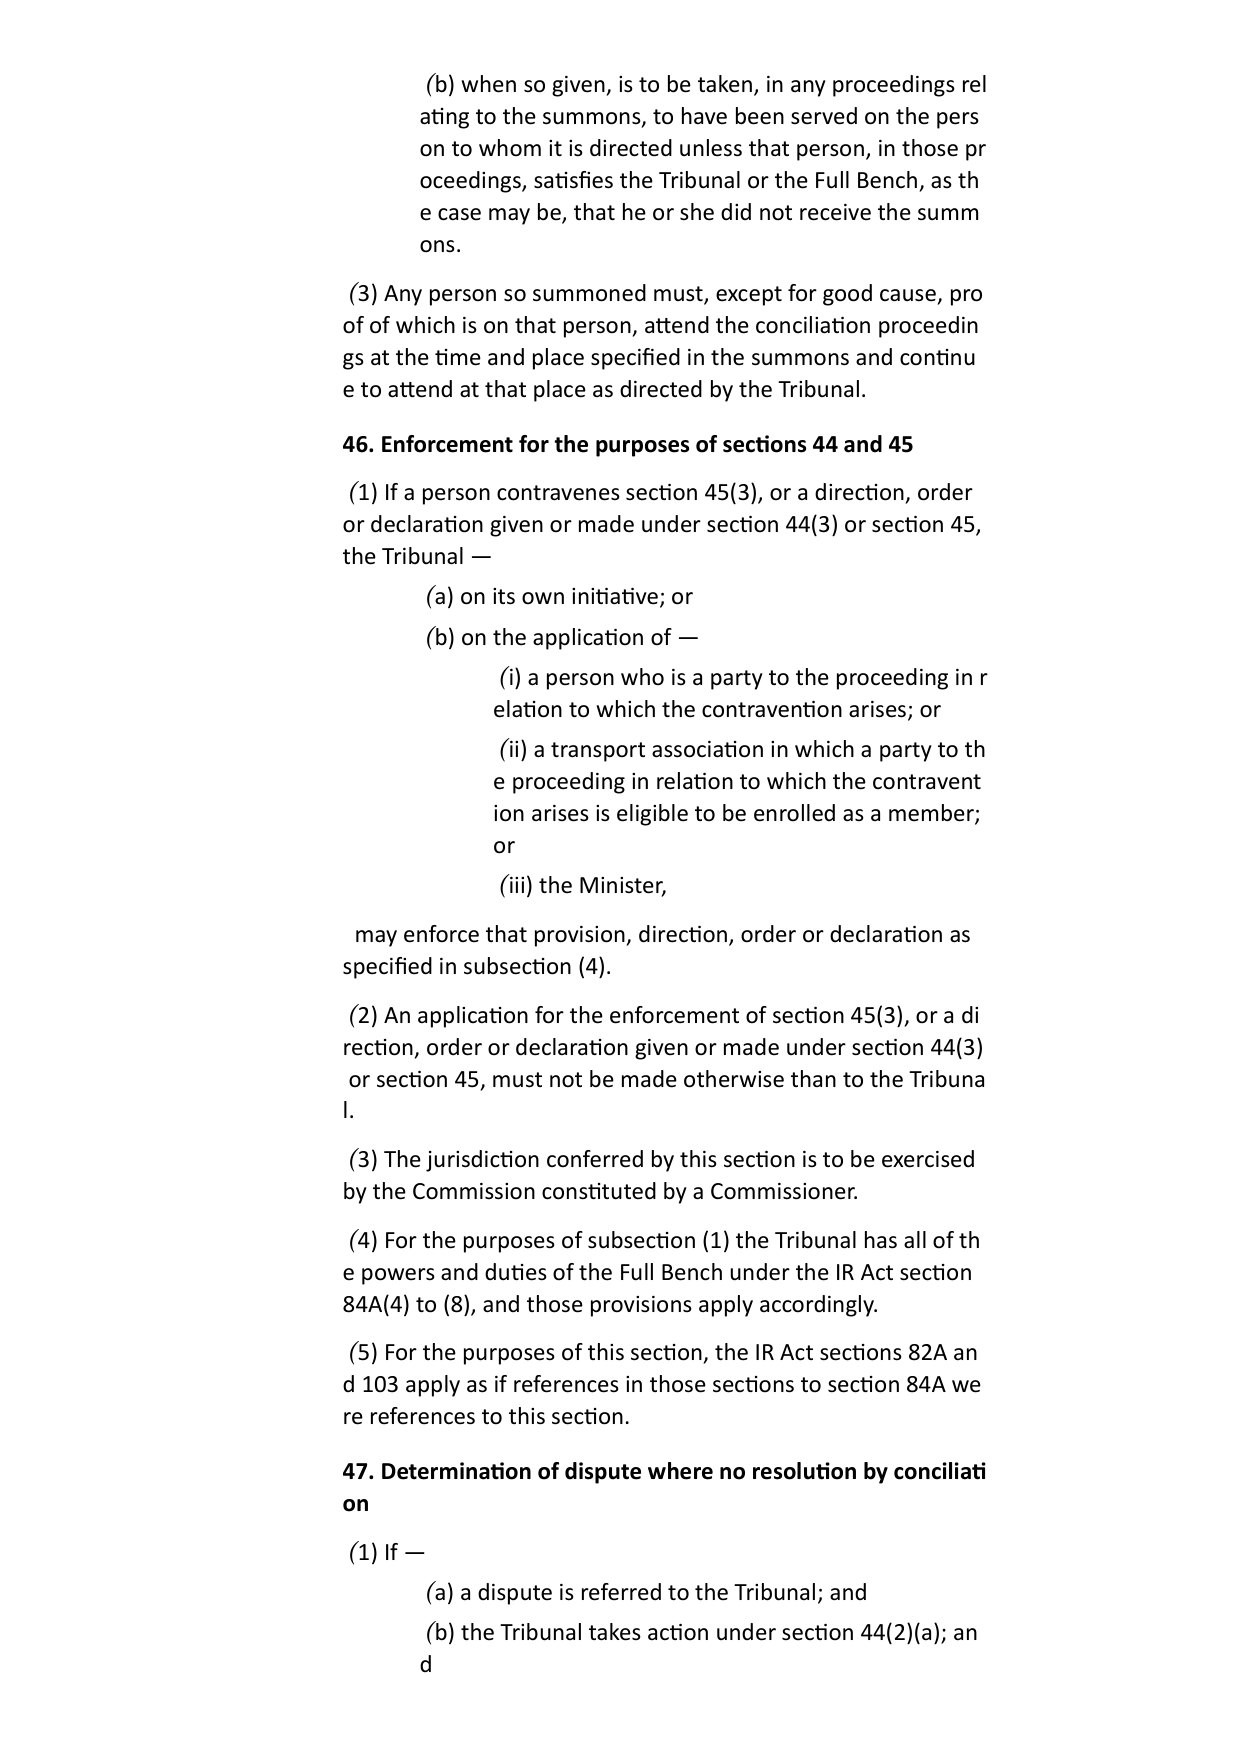 (b) when so given, is to be taken, in any proceedings rel
ating to the summons, to have been served on the pers
on to whom it is directed unless that person, in those pr
oceedings, satisfies the Tribunal or the Full Bench, as th
e case may be, that he or she did not receive the summ
ons.
(3) Any person so summoned must, except for good cause, pro
of of which is on that person, attend the conciliation proceedin
gs at the time and place specified in the summons and continu
e to attend at that place as directed by the Tribunal.
46. Enforcement for the purposes of sections 44 and 45
(1) If a person contravenes section 45(3), or a direction, order
or declaration given or made under section 44(3) or section 45,
the Tribunal —
(a) on its own initiative; or
(b) on the application of —
(i) a person who is a party to the proceeding in r
elation to which the contravention arises; or
(ii) a transport association in which a party to th
e proceeding in relation to which the contravent
ion arises is eligible to be enrolled as a member;
or
(iii) the Minister,
may enforce that provision, direction, order or declaration as
specified in subsection (4).
(2) An application for the enforcement of section 45(3), or a di
rection, order or declaration given or made under section 44(3)
or section 45, must not be made otherwise than to the Tribuna
l.
(3) The jurisdiction conferred by this section is to be exercised
by the Commission constituted by a Commissioner.
(4) For the purposes of subsection (1) the Tribunal has all of th
e powers and duties of the Full Bench under the IR Act section
84A(4) to (8), and those provisions apply accordingly.
(5) For the purposes of this section, the IR Act sections 82A an
d 103 apply as if references in those sections to section 84A we
re references to this section.
47. Determination of dispute where no resolution by conciliati
on
(1) If —
(a) a dispute is referred to the Tribunal; and
(b) the Tribunal takes action under section 44(2)(a); an
d